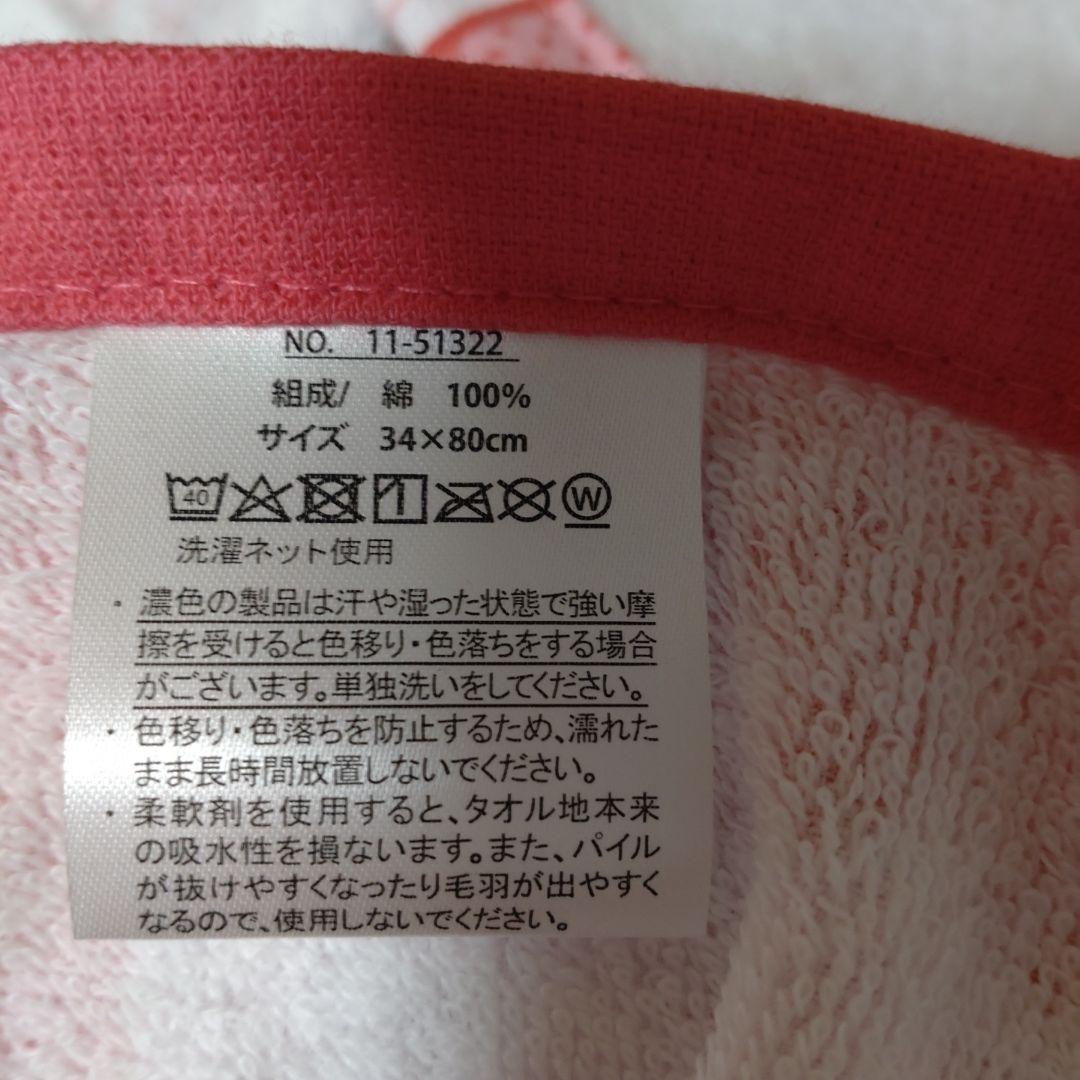 NO. 11-51322
組成/ 綿 100%
サイズ 34×80cm
40 W
洗濯ネット使用
・濃色の製品は汗や湿った状態で強い摩
擦を受けると色移り・色落ちをする場合
がございます。単独洗いをしてください。
・色移り・色落ちを防止するため、濡れた
まま長時間放置しないでください。
・柔軟剤を使用すると、タオル地本来
の吸水性を損ないます。また、パイル
が抜けやすくなったり毛羽が出やすく
なるので、使用しないでください。